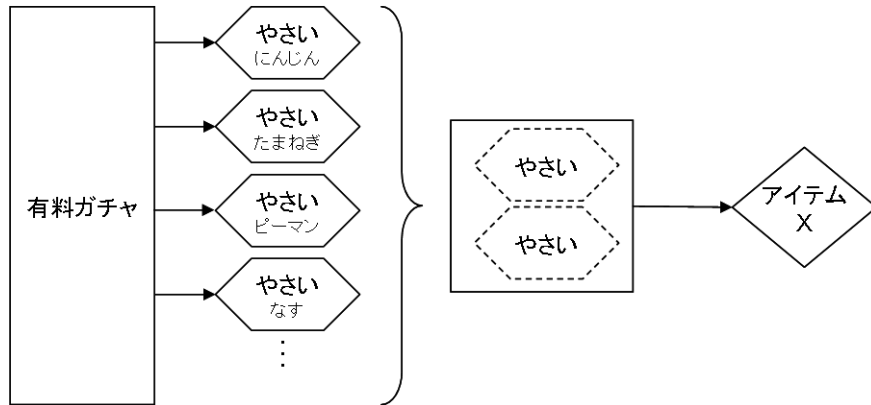 有料ガチャ
やさい
にんじん
やさい
たまねぎ
やさい
ピーマン
やさい
なす
⋮
やさい
やさい
アイテム
X